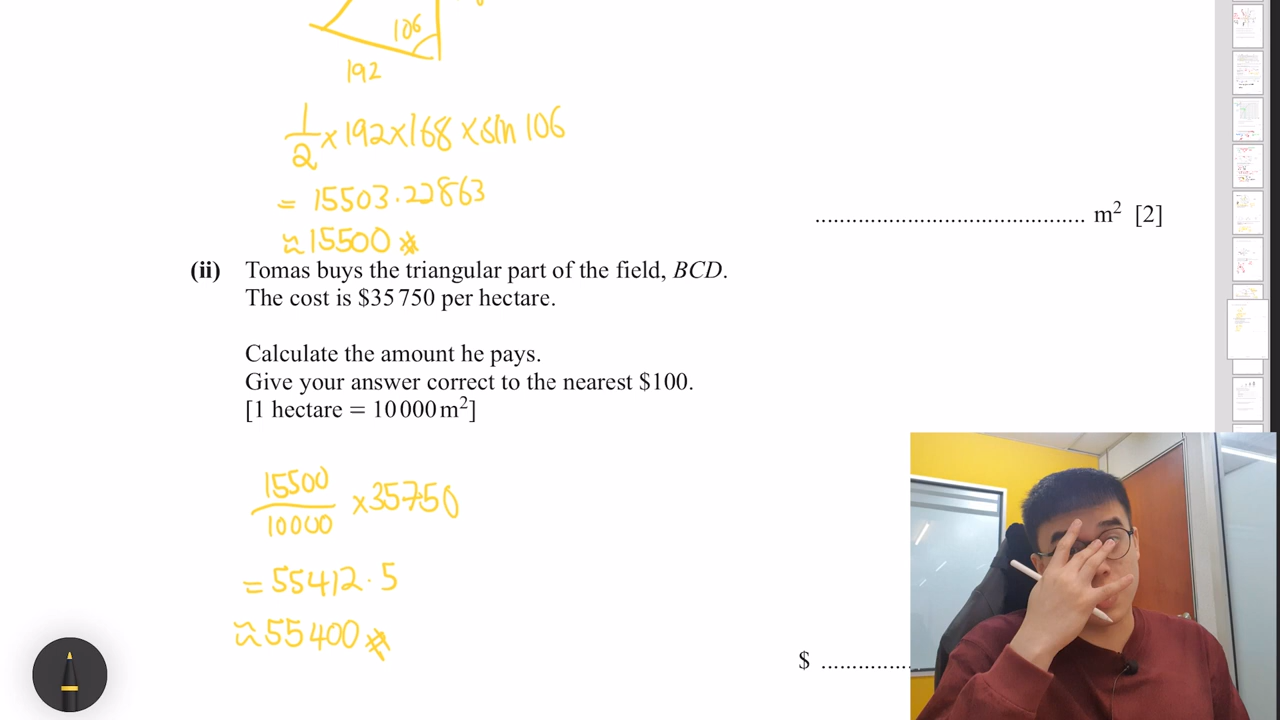 106
192
1/2 × 192 × 168 × sin 106
= 15503.22863
≈ 15500
........................................... m² [2]
(ii) Tomas buys the triangular part of the field, BCD.
The cost is $35 750 per hectare.
Calculate the amount he pays.
Give your answer correct to the nearest $100.
[1 hectare = 10 000 m²]
15500/10000 × 35750
= 55412.5
≈ 55400
$ ..............